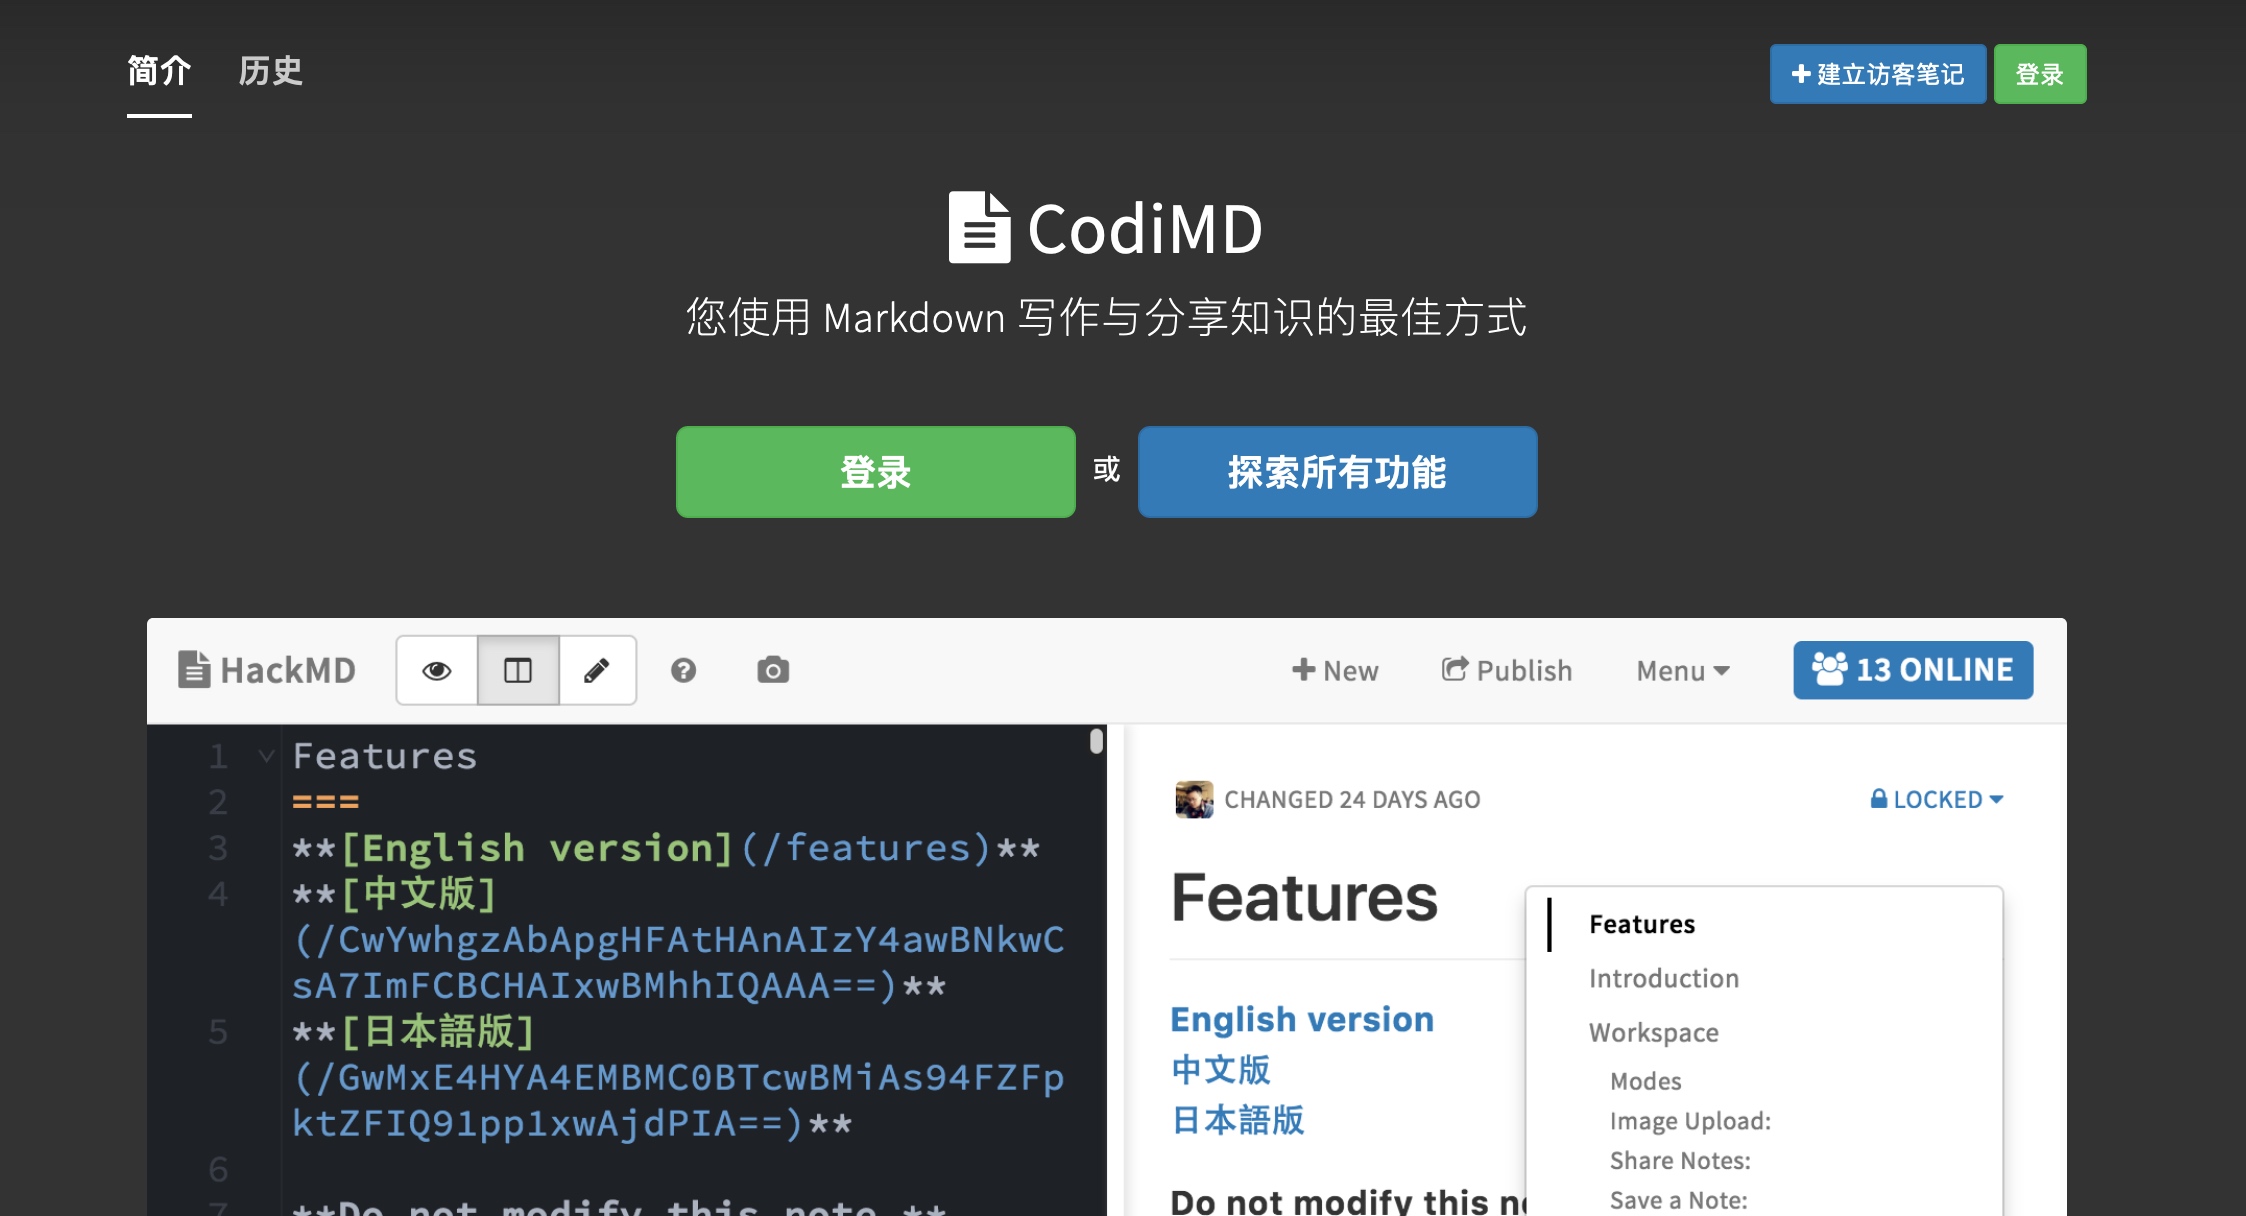 简介 历史
建立访客笔记 登录
CodiMD
您使用 Markdown 写作与分享知识的最佳方式
登录 或 探索所有功能
HackMD
New Publish Menu 13 ONLINE
1 Features
2 ===
3 **[English version](/features)**
4 **[中文版]
(/CwYwhgzAbApgHFAtHAnAIzY4awBNkwC
sA7ImFCBCHAIxwBMhhIQAAA==)**
5 **[日本語版]
(/GwMxE4HYA4EMBMC0BTcwBMiAs94FZFp
ktZFIQ91pp1xwAjdPIA==)**
6
7 **Do not modify this note **
CHANGED 24 DAYS AGO
LOCKED
Features
English version
中文版
日本語版
Do not modify this no
Features
Introduction
Workspace
Modes
Image Upload:
Share Notes:
Save a Note: